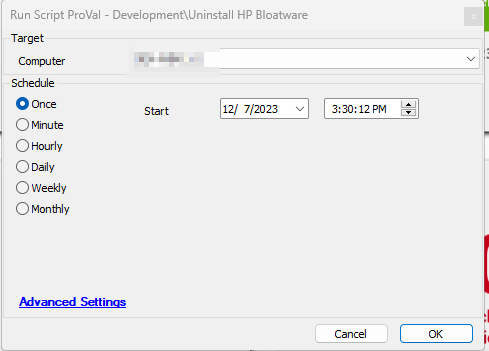 Run Script ProVal - Development\Uninstall HP Bloatware
Target
Computer
Schedule
Once
Start
12/ 7/2023
3:30:12 PM
Minute
Hourly
Daily
Weekly
Monthly
Advanced Settings
Cancel
OK